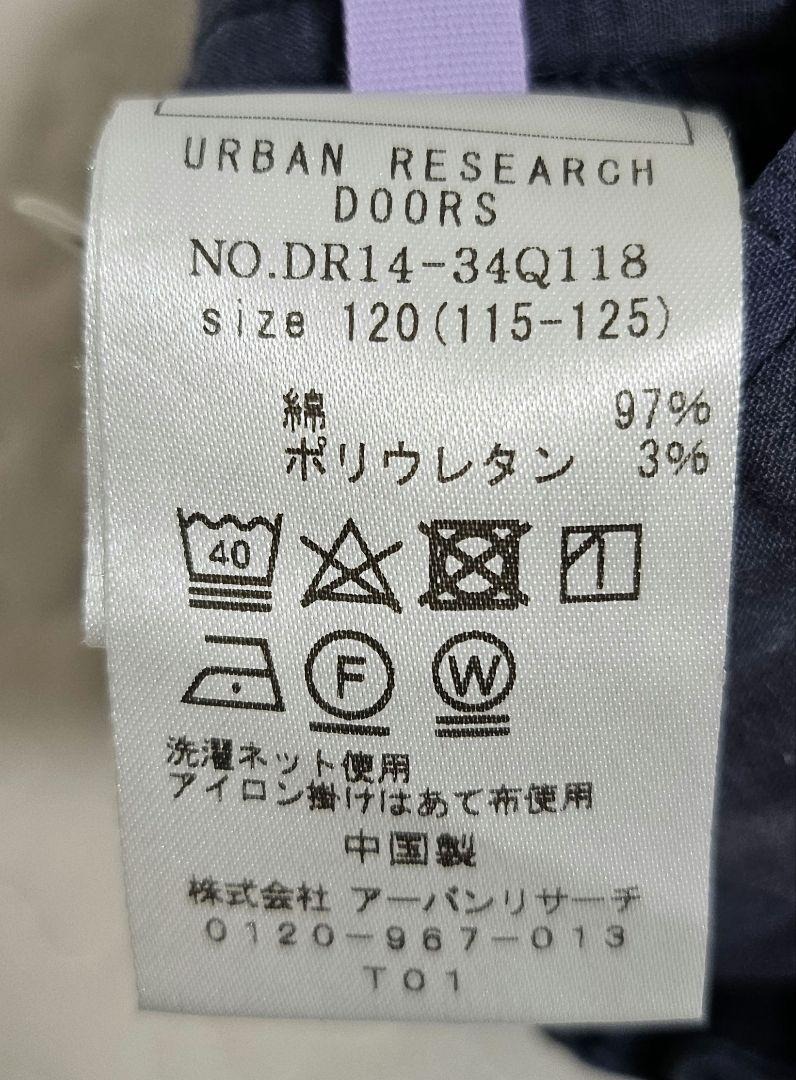 URBAN RESEARCH
DOORS
NO.DR14-34Q118
size 120(115-125)
綿 97%
ポリウレタン 3%
40
F W
洗濯ネット使用
アイロン掛けはあて布使用
中国製
株式会社 アーバンリサーチ
0120-967-013
T01